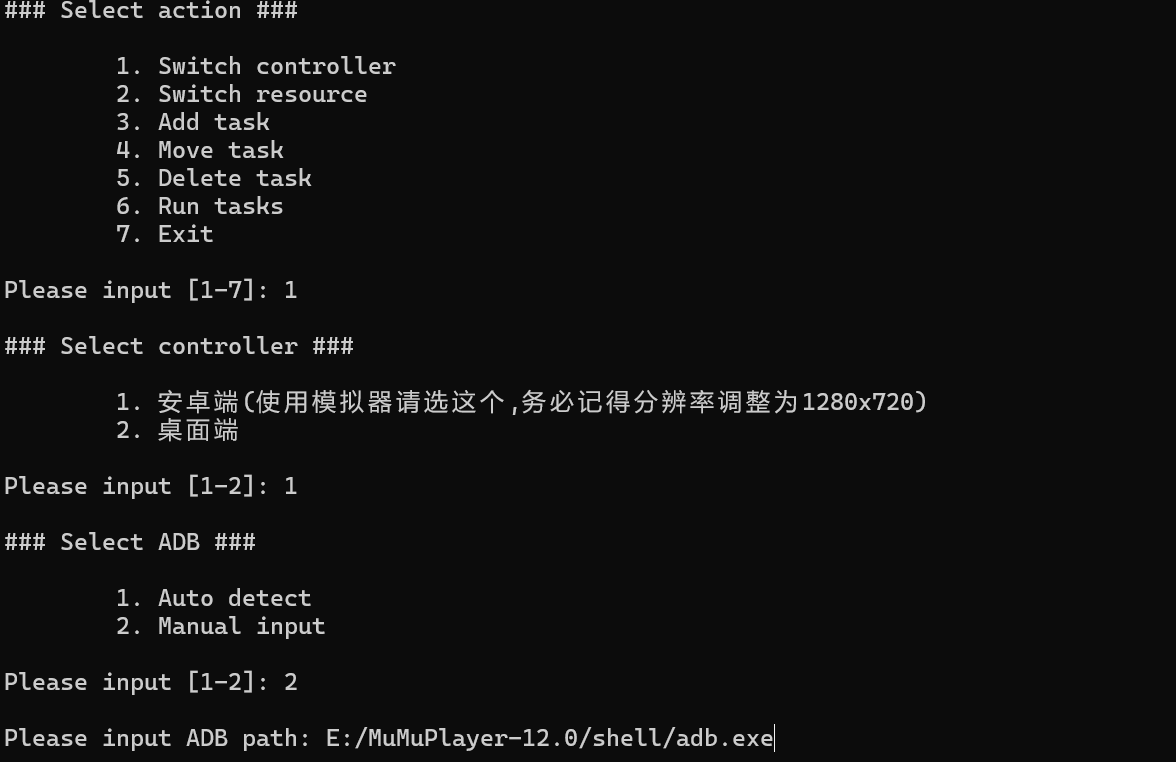 ### Select action ###
1. Switch controller
2. Switch resource
3. Add task
4. Move task
5. Delete task
6. Run tasks
7. Exit
Please input [1-7]: 1
### Select controller ###
1. 安卓端(使用模拟器请选这个,务必记得分辨率调整为1280x720)
2. 桌面端
Please input [1-2]: 1
### Select ADB ###
1. Auto detect
2. Manual input
Please input [1-2]: 2
Please input ADB path: E:/MuMuPlayer-12.0/shell/adb.exe